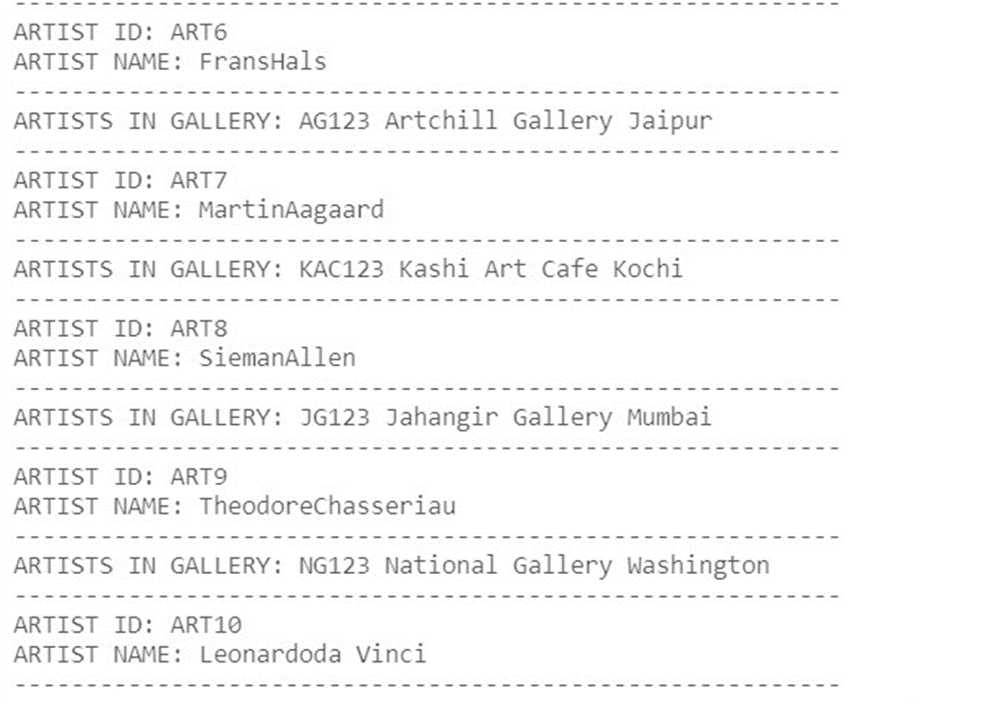 -----------------------------------------------------------
ARTIST ID: ART6
ARTIST NAME: FransHals
-----------------------------------------------------------
ARTISTS IN GALLERY: AG123 Artchill Gallery Jaipur
-----------------------------------------------------------
ARTIST ID: ART7
ARTIST NAME: MartinAagaard
-----------------------------------------------------------
ARTISTS IN GALLERY: KAC123 Kashi Art Cafe Kochi
-----------------------------------------------------------
ARTIST ID: ART8
ARTIST NAME: SiemanAllen
-----------------------------------------------------------
ARTISTS IN GALLERY: JG123 Jahangir Gallery Mumbai
-----------------------------------------------------------
ARTIST ID: ART9
ARTIST NAME: TheodoreChasseriau
-----------------------------------------------------------
ARTISTS IN GALLERY: NG123 National Gallery Washington
-----------------------------------------------------------
ARTIST ID: ART10
ARTIST NAME: Leonardoda Vinci
-----------------------------------------------------------